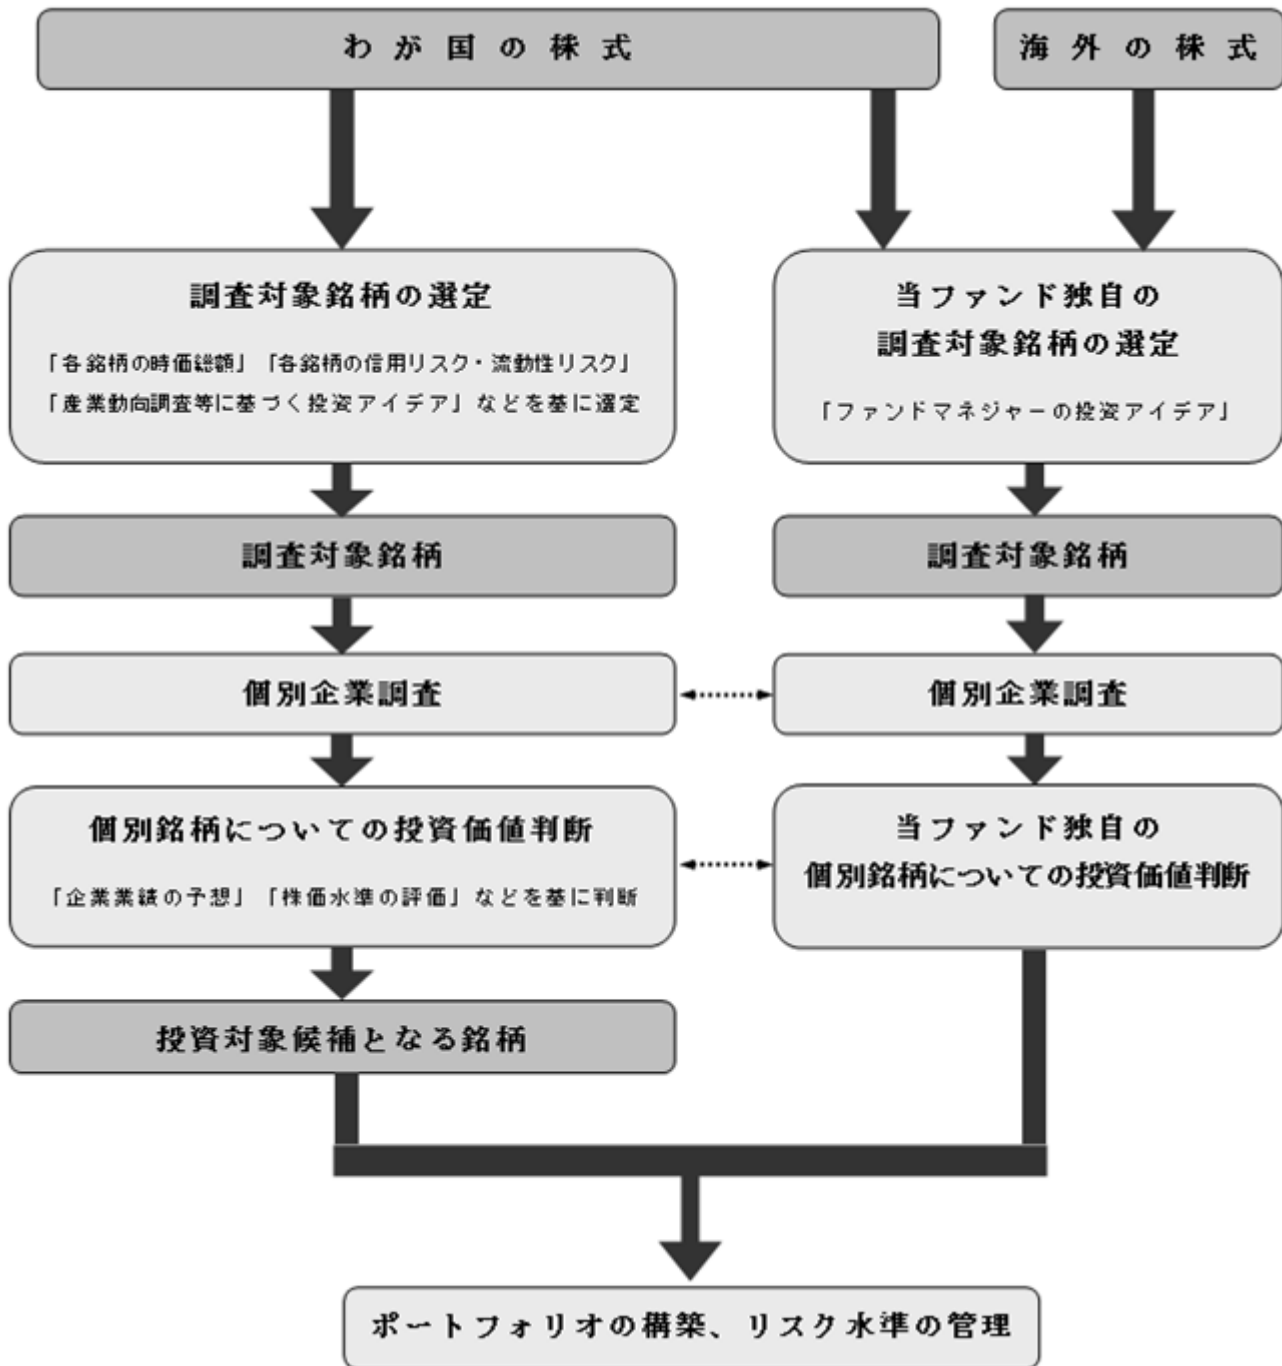 わが国の株式
海外の株式
調査対象銘柄の選定
「各銘柄の時価総額」「各銘柄の信用リスク・流動性リスク」
「産業動向調査等に基づく投資アイデア」などを基に選定
当ファンド独自の
調査対象銘柄の選定
「ファンドマネジャーの投資アイデア」
調査対象銘柄
調査対象銘柄
個別企業調査
個別企業調査
個別銘柄についての投資価値判断
「企業業績の予想」「株価水準の評価」などを基に判断
当ファンド独自の
個別銘柄についての投資価値判断
投資対象候補となる銘柄
ポートフォリオの構築、リスク水準の管理